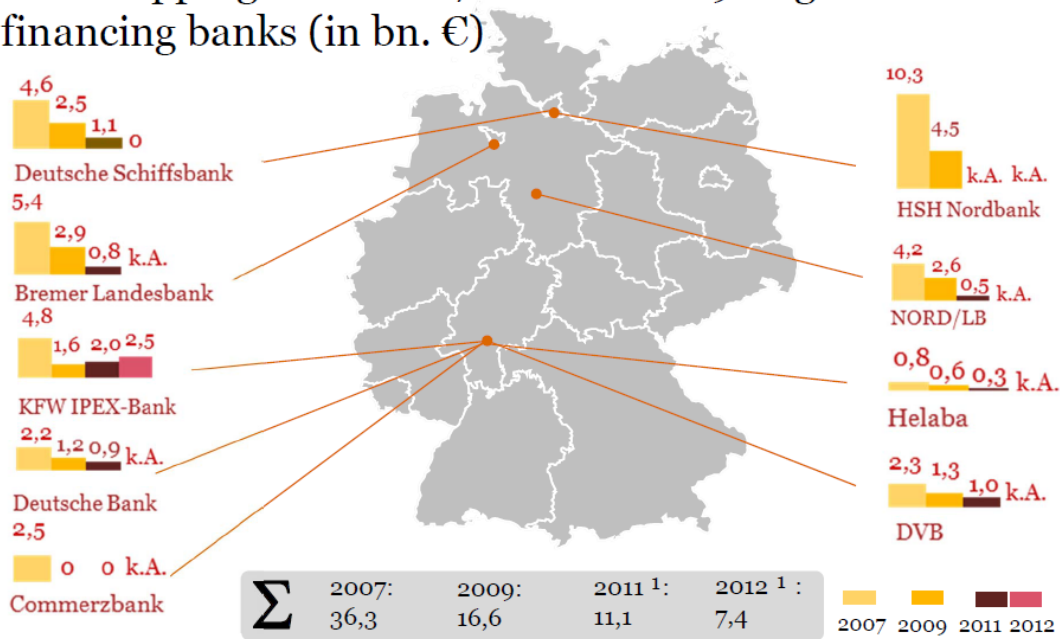 financing banks (in bn. €)
4,6
2,5
1,1
0
Deutsche Schiffsbank
5,4
2,9
0,8
k.A.
Bremer Landesbank
4,8
1,6
2,0
2,5
KFW IPEX-Bank
2,2
1,2
0,9
k.A.
Deutsche Bank
2,5
0
0
k.A.
Commerzbank
10,3
4,5
k.A.
k.A.
HSH Nordbank
4,2
2,6
0,5
k.A.
NORD/LB
0,8
0,6
0,3
k.A.
Helaba
2,3
1,3
1,0
k.A.
DVB
Σ
2007:
36,3
2009:
16,6
2011 ¹:
11,1
2012 ¹ :
7,4
2007 2009 2011 2012